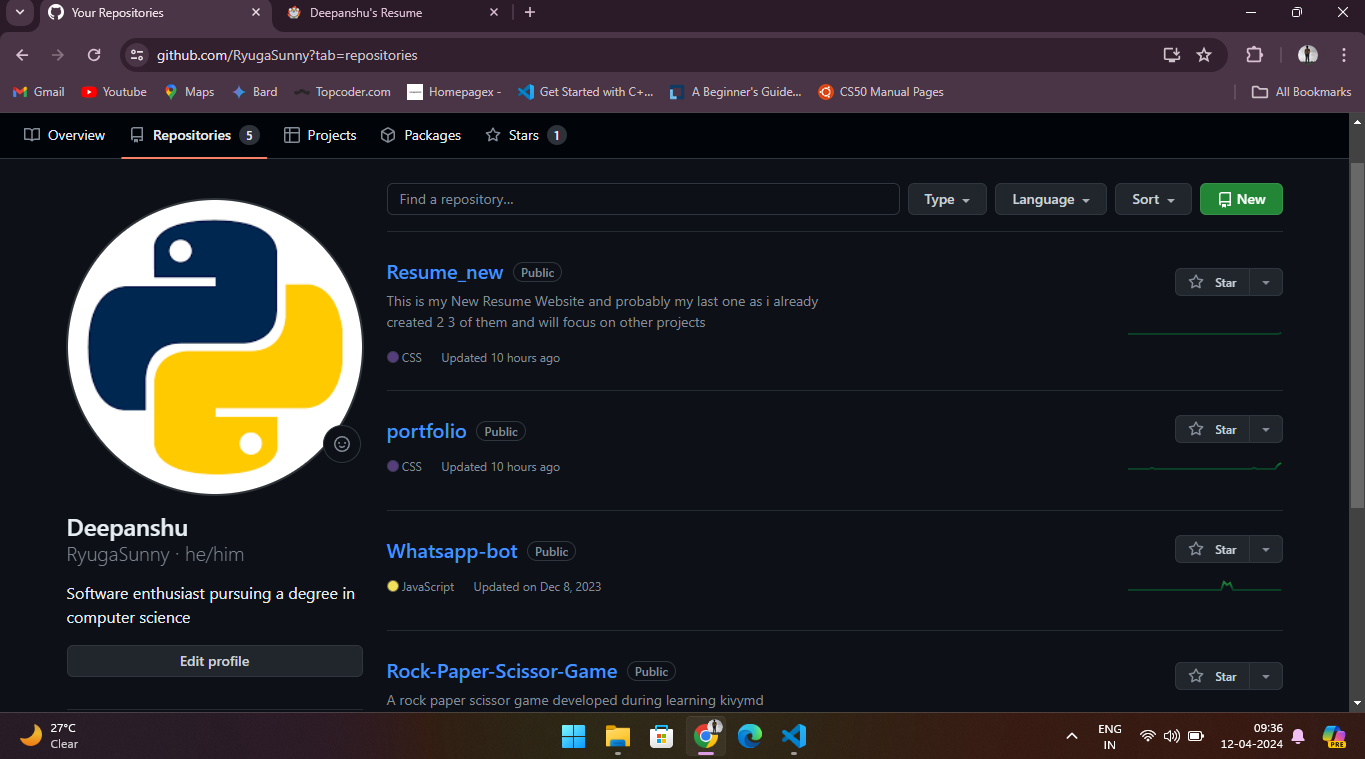 Your Repositories
Deepanshu's Resume
github.com/RyugaSunny?tab=repositories
Gmail
Youtube
Maps
Bard
Topcoder.com
Homepagex -
Get Started with C+...
A Beginner's Guide...
CS50 Manual Pages
All Bookmarks
Overview
Repositories 5
Projects
Packages
Stars 1
Find a repository...
Type
Language
Sort
New
Resume_new Public
Star
This is my New Resume Website and probably my last one as i already
created 2 3 of them and will focus on other projects
CSS Updated 10 hours ago
portfolio Public
Star
CSS Updated 10 hours ago
Whatsapp-bot Public
Star
JavaScript Updated on Dec 8, 2023
Rock-Paper-Scissor-Game Public
Star
A rock paper scissor game developed during learning kivymd
Deepanshu
RyugaSunny · he/him
Software enthusiast pursuing a degree in
computer science
Edit profile
27°C
Clear
ENG
IN
09:36
12-04-2024
PRE